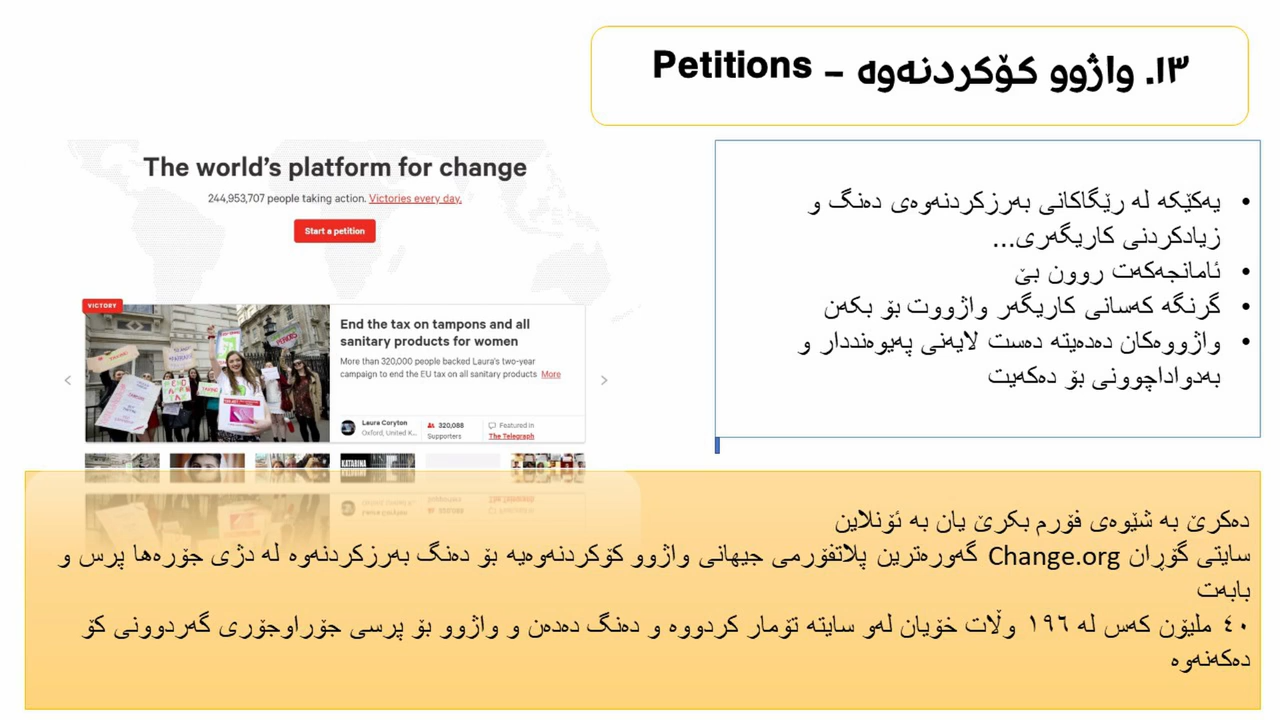 ١٣. واژوو کۆکردنەوە – Petitions
The world's platform for change
244,953,707 people taking action. Victories every day.
Start a petition
VICTORY
End the tax on tampons and all
sanitary products for women
More than 320,000 people backed Laura's two-year
campaign to end the EU tax on all sanitary products More
Laura Coryton
Oxford, United K...
320,088
Supporters
Featured in
The Telegraph
KATARINA
• یەکێکە لە رێگاکانی بەرزکردنەوەی دەنگ و
زیادکردنی کاریگەری...
• ئامانجەکەت روون بێ
• گرنگە کەسانی کاریگەر واژووت بۆ بکەن
• واژووەکان دەدەیتە دەست لایەنی پەیوەنددار و
بەدواداچوونی بۆ دەکەیت
دەکرێ بە شێوەی فۆرم بکرێ یان بە ئۆنلاین
سایتی گۆڕان Change.org گەورەترین پلاتفۆرمی جیهانی واژوو کۆکردنەوەیە بۆ دەنگ بەرزکردنەوە لە دژی جۆرەها پرس و
بابەت
٤٠ ملیۆن کەس لە ١٩٦ وڵات خۆیان لەو سایتە تۆمار کردووە و دەنگ دەدەن و واژوو بۆ پرسی جۆراوجۆری گەردوونی کۆ
دەکەنەوە